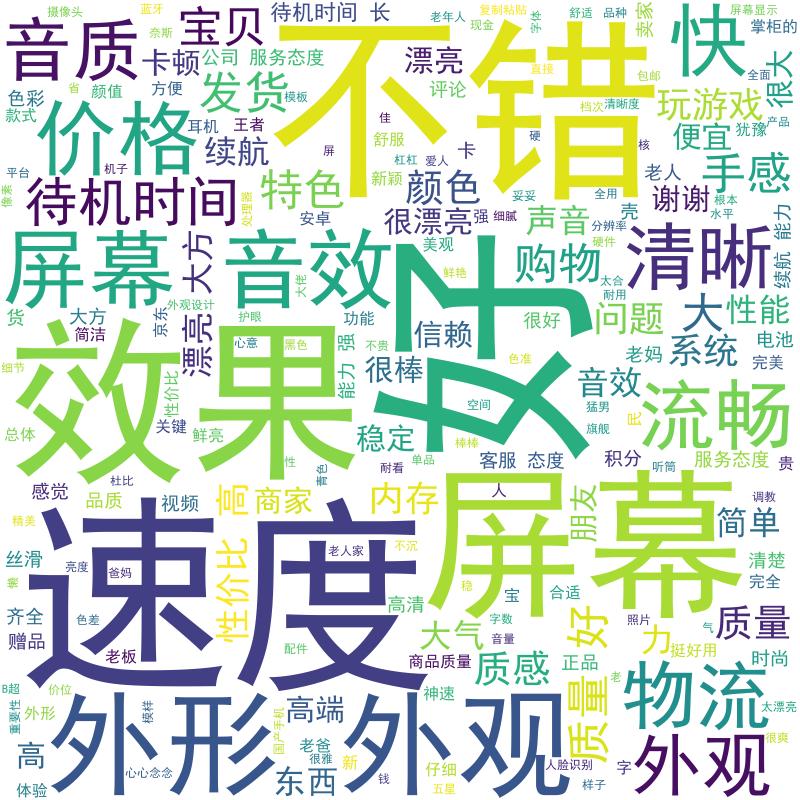 摄像头
蓝牙
待机时间 长
老年人
复制粘贴
舒适
品种
卖家
屏幕显示
音质
奈斯
宝贝
不错
现金
字体
快
掌柜的
卡顿
公司
服务态度
漂亮
直接
包邮
全面
很大
色彩
省
颜值
方便
发货
模板
评论
档次
清晰度
玩游戏
产品
款式
价格
耳机
王者
佳
舒服
硬
核
便宜
犹豫
平台
机子
续航
屏
杠杠
卡
爱人
手感
像素
待机时间
处理器
特色
新颖
颜色
妥妥
全用
老人
谢谢
根本
水平
能力
安卓
很漂亮
强
细腻
声音
分辨率
壳
屏幕
大方
音效
美观
购物
硬件
清晰
续航
大佬
鲜艳
太合
耐用
货
大方
京东
外观设计
护眼
功能
好
很好
问题
大
性能
简洁
漂亮
信赖
心意
黑色
不贵
能力 强
色准
老妈
系统
电池
细节
效果
性价比
很棒
音效
完美
空间
猛男
流畅
总体
关键
鲜亮
稳定
旗舰
民
棒棒
性
青色
杜比
耐看
单品
客服 态度
积分
听筒
服务态度
贵
感觉
品质
视频
高
商家
内存
屏幕
人
朋友
调教
简单
精美
速度
老人家
不沉
丝滑
亮度
爸妈
性价比
稳
清楚
完全
宝
合适
齐全
色差
高清
字数
好
照片
气
质量
赠品
老板
配件
大气
音量
力
挺好用
商品质量
质感
正品
老
时尚
B超
价位
神速
质量
物流
太漂亮
重要性
外形
外形
模样
高端
外观
国产手机
老爸
很雅
高
人脸识别
外观
很爽
心心念念
新
仔细
字
体验
东西
钱
五星
样子